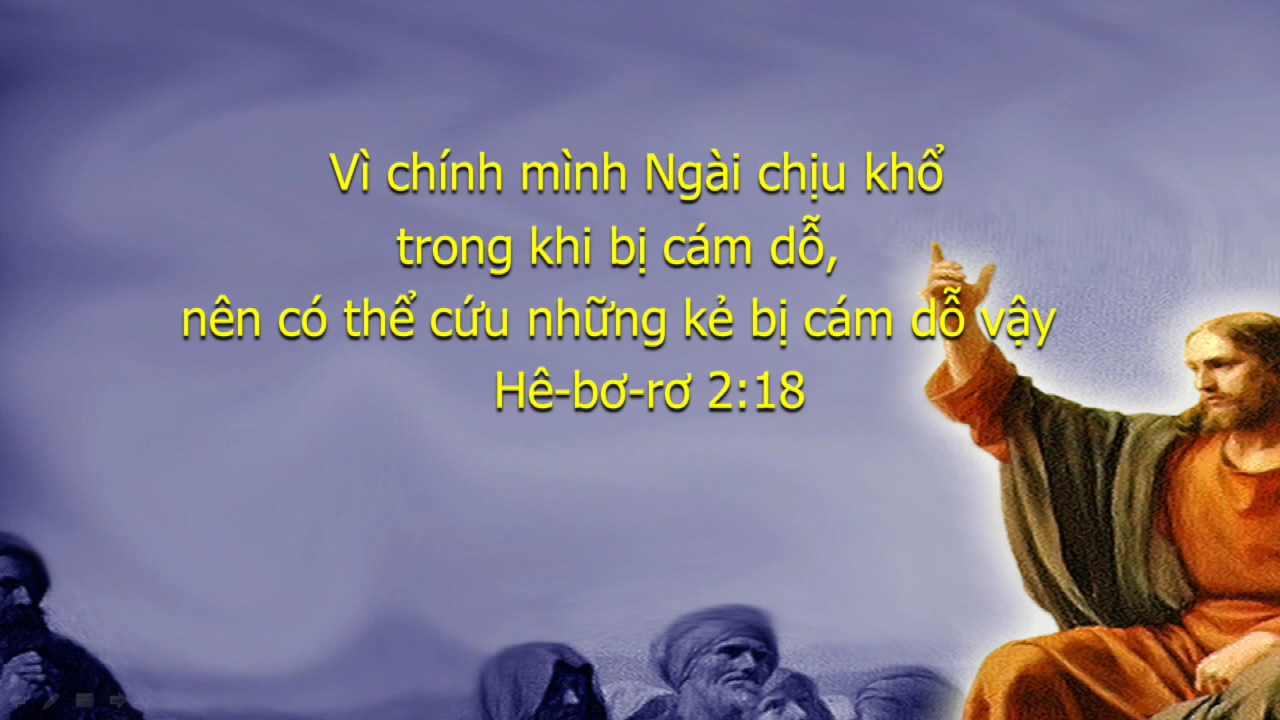 Vì chính mình Ngài chịu khổ
trong khi bị cám dỗ,
nên có thể cứu những kẻ bị cám dỗ vậy
Hê-bơ-rơ 2:18